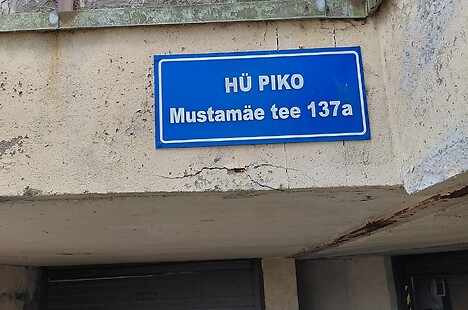 HÜ PIKO
Mustamäe tee 137a